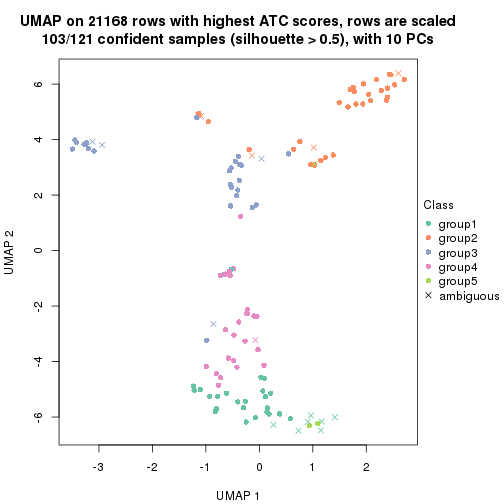 UMAP on 21168 rows with highest ATC scores, rows are scaled
103/121 confident samples (silhouette > 0.5), with 10 PCs
6
4
2
0
-2
-4
-6
UMAP 2
-3
-2
-1
0
1
2
UMAP 1
Class
group1
group2
group3
group4
group5
ambiguous